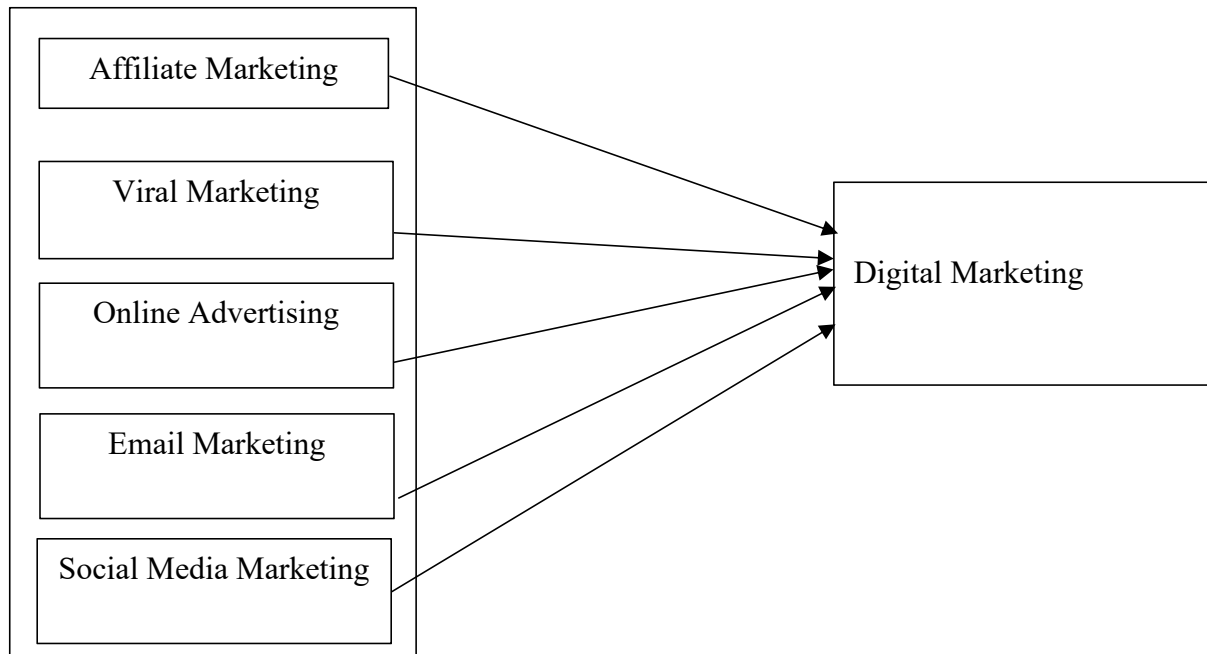 Affiliate Marketing
Viral Marketing
Online Advertising
Digital Marketing
Email Marketing
Social Media Marketing